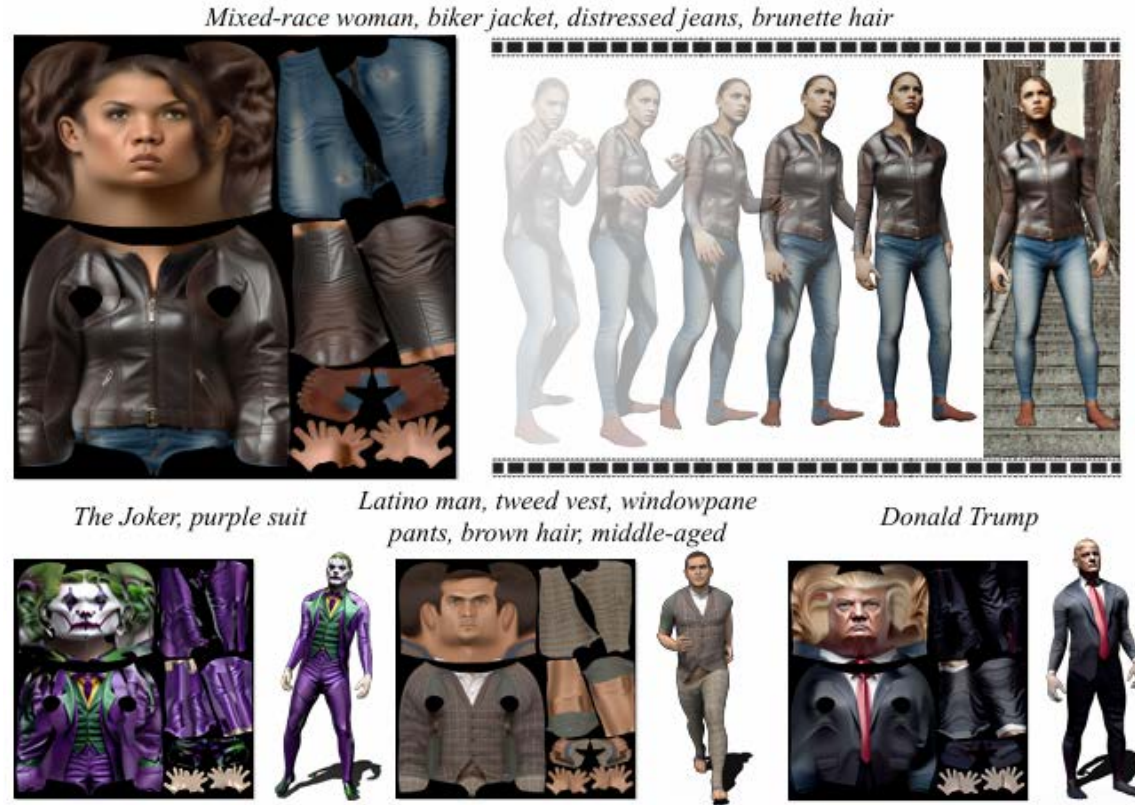 Mixed-race woman, biker jacket, distressed jeans, brunette hair
The Joker, purple suit
Latino man, tweed vest, windowpane
pants, brown hair, middle-aged
Donald Trump